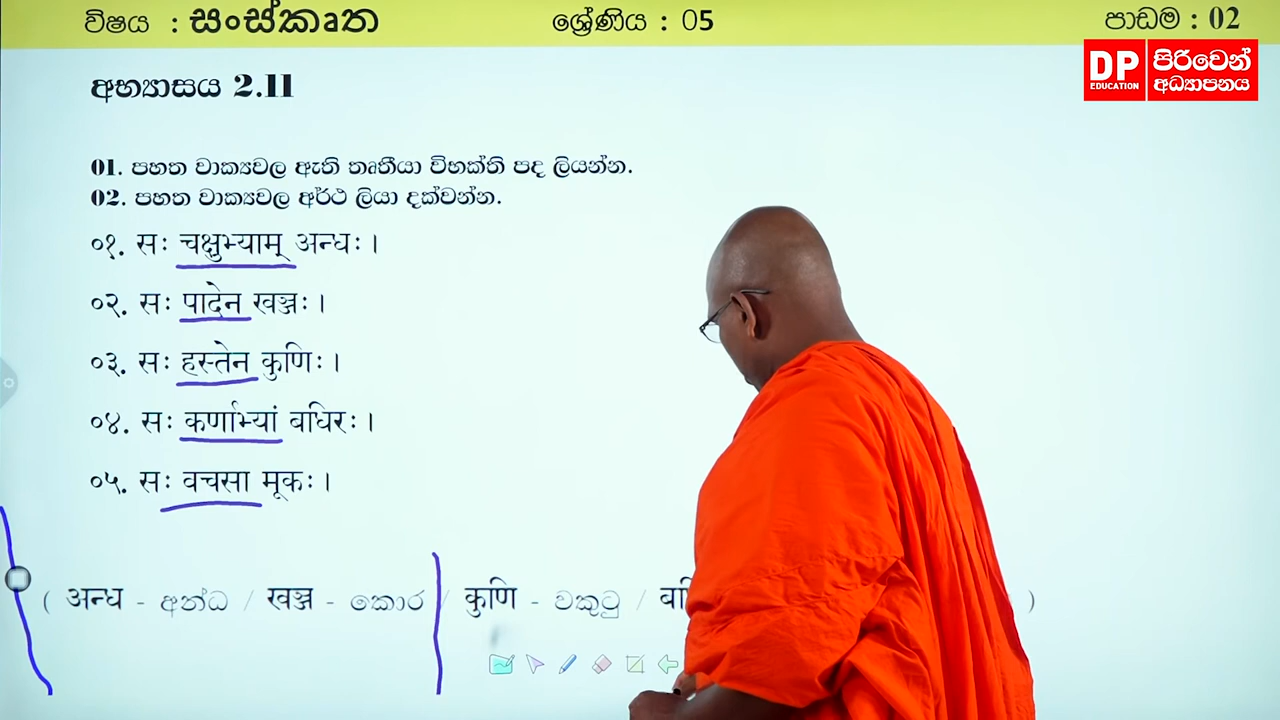 විෂය : සංස්කෘත ශ්‍රේණිය : 05 පාඩම : 02
DP EDUCATION පිරිවෙන් අධ්‍යාපනය
අභ්‍යාසය 2.11
01. පහත වාක්‍යවල ඇති තෘතීයා විභක්ති පද ලියන්න.
02. පහත වාක්‍යවල අර්ථ ලියා දක්වන්න.
०१. सः चक्षुभ्याम् अन्धः।
०२. सः पादेन खञ्जः।
०३. सः हस्तेन कुणिः।
०४. सः कर्णाभ्यां बधिरः।
०५. सः वचसा मूकः।
( अन्ध - අන්ධ / खञ्ज - කොර / कुणि - වකුටු / )